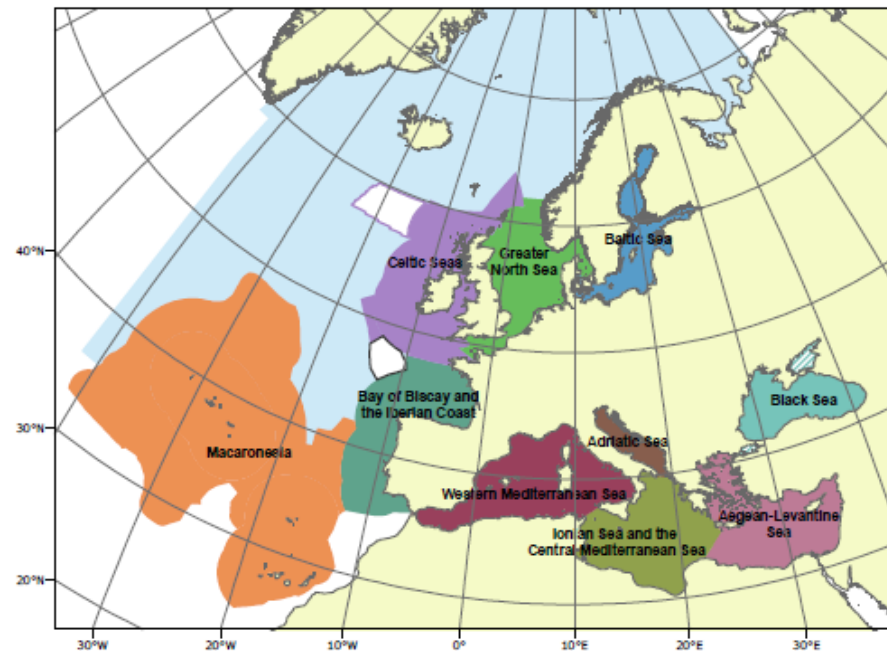 40°N
30°N
20°N
30°W
20°W
10°W
0°
10°E
20°E
30°E
Celtic Seas
Greater
North Sea
Baltic Sea
Bay of Biscay and
the Iberian Coast
Black Sea
Macaronesia
Adriatic Sea
Western Mediterranean Sea
Ionian Sea and the
Central Mediterranean Sea
Aegean-Levantine
Sea